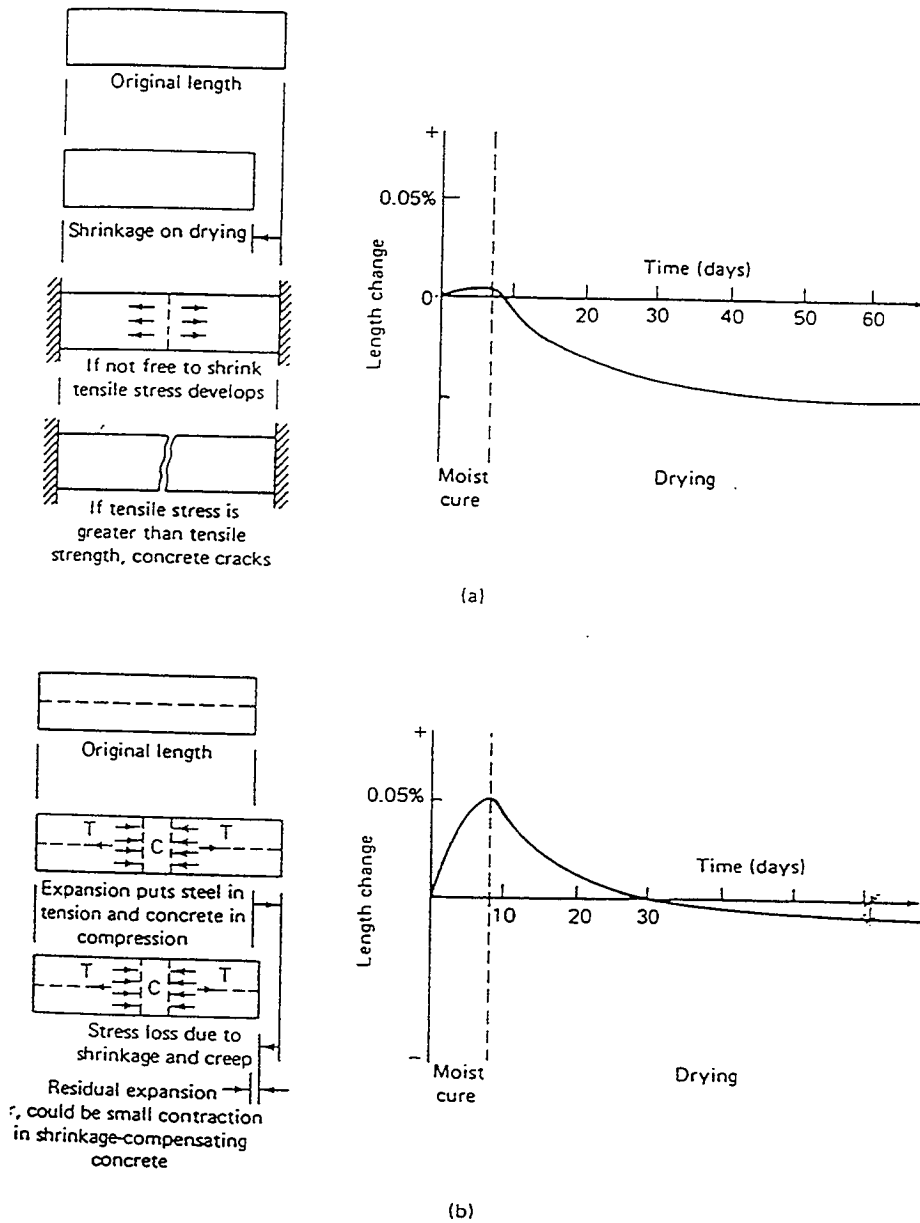 Original length
Shrinkage on drying
If not free to shrink
tensile stress develops
If tensile stress is
greater than tensile
strength, concrete cracks
+
0.05%
Length change
0
Time (days)
20 30 40 50 60
Moist
cure
Drying
(a)
Original length
T C T
Expansion puts steel in
tension and concrete in
compression
T C T
Stress loss due to
shrinkage and creep
Residual expansion
r, could be small contraction
in shrinkage-compensating
concrete
+
0.05%
Length change
Time (days)
10 20 30
−
Moist
cure
Drying
(b)